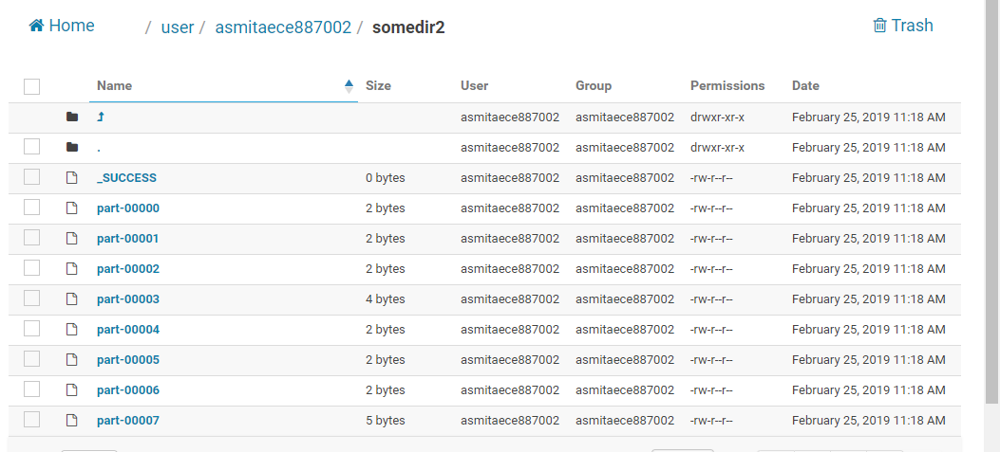 Home / user / asmitaece887002 / somedir2 Trash
Name Size User Group Permissions Date
asmitaece887002 asmitaece887002 drwxr-xr-x February 25, 2019 11:18 AM
. asmitaece887002 asmitaece887002 drwxr-xr-x February 25, 2019 11:18 AM
_SUCCESS 0 bytes asmitaece887002 asmitaece887002 -rw-r--r-- February 25, 2019 11:18 AM
part-00000 2 bytes asmitaece887002 asmitaece887002 -rw-r--r-- February 25, 2019 11:18 AM
part-00001 2 bytes asmitaece887002 asmitaece887002 -rw-r--r-- February 25, 2019 11:18 AM
part-00002 2 bytes asmitaece887002 asmitaece887002 -rw-r--r-- February 25, 2019 11:18 AM
part-00003 4 bytes asmitaece887002 asmitaece887002 -rw-r--r-- February 25, 2019 11:18 AM
part-00004 2 bytes asmitaece887002 asmitaece887002 -rw-r--r-- February 25, 2019 11:18 AM
part-00005 2 bytes asmitaece887002 asmitaece887002 -rw-r--r-- February 25, 2019 11:18 AM
part-00006 2 bytes asmitaece887002 asmitaece887002 -rw-r--r-- February 25, 2019 11:18 AM
part-00007 5 bytes asmitaece887002 asmitaece887002 -rw-r--r-- February 25, 2019 11:18 AM